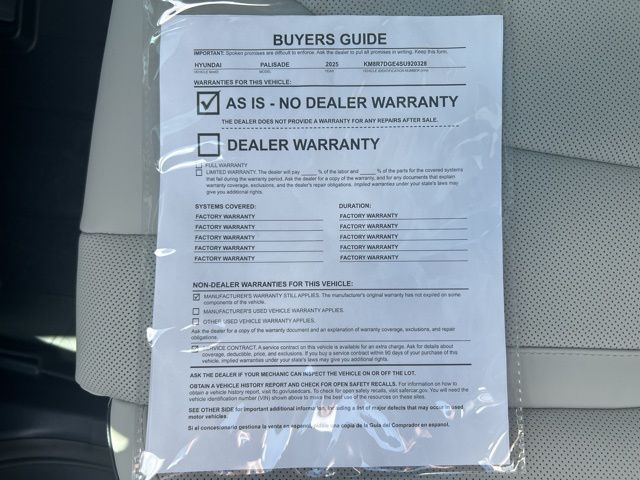 BUYERS GUIDE
IMPORTANT: Spoken promises are difficult to enforce. Ask the dealer to put all promises in writing. Keep this form.
HYUNDAI PALISADE 2025 KM8R7DGE4SU920328
VEHICLE MAKE MODEL YEAR VEHICLE IDENTIFICATION NUMBER (VIN)
WARRANTIES FOR THIS VEHICLE:
AS IS - NO DEALER WARRANTY
THE DEALER DOES NOT PROVIDE A WARRANTY FOR ANY REPAIRS AFTER SALE.
DEALER WARRANTY
FULL WARRANTY
LIMITED WARRANTY. The dealer will pay _____ % of the labor and _____ % of the parts for the covered systems
that fail during the warranty period. Ask the dealer for a copy of the warranty, and for any documents that explain
warranty coverage, exclusions, and the dealer's repair obligations. Implied warranties under your state's laws may
give you additional rights.
SYSTEMS COVERED: DURATION:
FACTORY WARRANTY FACTORY WARRANTY
FACTORY WARRANTY FACTORY WARRANTY
FACTORY WARRANTY FACTORY WARRANTY
FACTORY WARRANTY FACTORY WARRANTY
FACTORY WARRANTY FACTORY WARRANTY
NON-DEALER WARRANTIES FOR THIS VEHICLE:
MANUFACTURER'S WARRANTY STILL APPLIES. The manufacturer's original warranty has not expired on some
components of the vehicle.
MANUFACTURER'S USED VEHICLE WARRANTY APPLIES.
OTHER USED VEHICLE WARRANTY APPLIES.
Ask the dealer for a copy of the warranty document and an explanation of warranty coverage, exclusions, and repair
obligations.
SERVICE CONTRACT. A service contract on this vehicle is available for an extra charge. Ask for details about
coverage, deductible, price, and exclusions. If you buy a service contract within 90 days of your purchase of this
vehicle, implied warranties under your state's laws may give you additional rights.
ASK THE DEALER IF YOUR MECHANIC CAN INSPECT THE VEHICLE ON OR OFF THE LOT.
OBTAIN A VEHICLE HISTORY REPORT AND CHECK FOR OPEN SAFETY RECALLS. For information on how to
obtain a vehicle history report, visit ftc.gov/usedcars. To check for open safety recalls, visit safercar.gov. You will need the
vehicle identification number (VIN) shown above to make the best use of the resources on these sites.
SEE OTHER SIDE for important additional information, including a list of major defects that may occur in used
motor vehicles.
Si el concesionario gestiona la venta en español, pídale una copia de la Guía del Comprador en español.